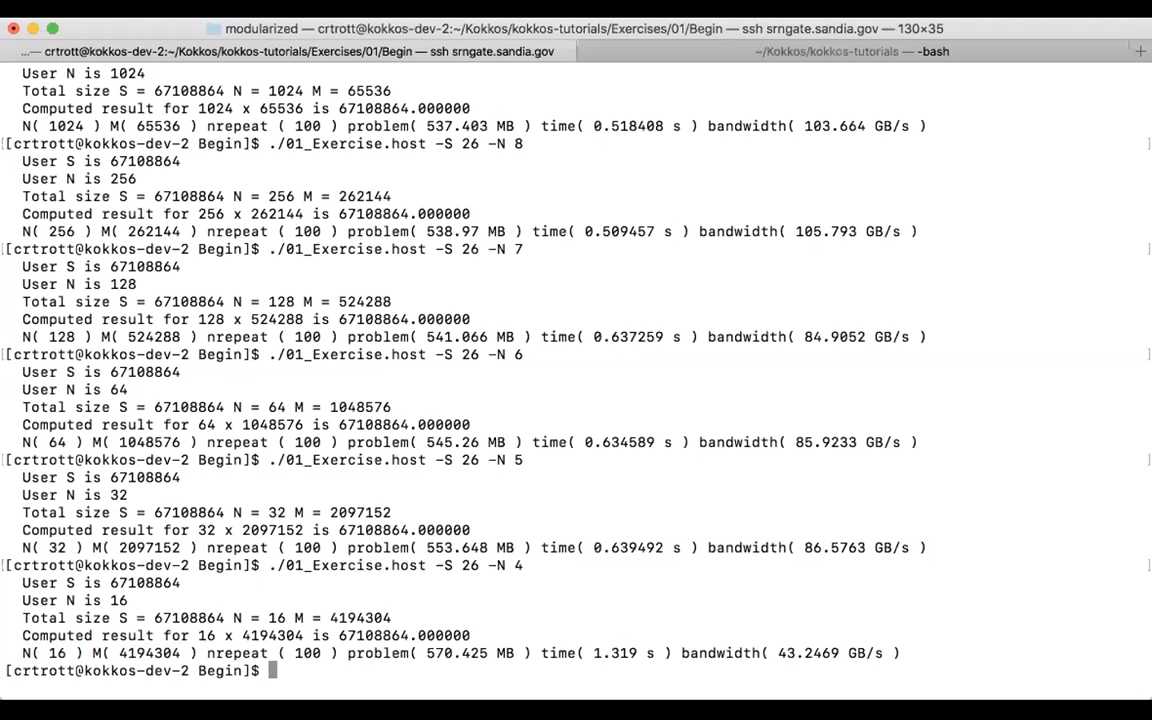 modularized — crtrott@kokkos-dev-2:~/Kokkos/kokkos-tutorials/Exercises/01/Begin — ssh srngate.sandia.gov — 130×35
...— crtrott@kokkos-dev-2:~/Kokkos/kokkos-tutorials/Exercises/01/Begin — ssh srngate.sandia.gov
~/Kokkos/kokkos-tutorials — -bash
+
User N is 1024
Total size S = 67108864 N = 1024 M = 65536
Computed result for 1024 x 65536 is 67108864.000000
N( 1024 ) M( 65536 ) nrepeat ( 100 ) problem( 537.403 MB ) time( 0.518408 s ) bandwidth( 103.664 GB/s )
[crtrott@kokkos-dev-2 Begin]$ ./01_Exercise.host -S 26 -N 8
User S is 67108864
User N is 256
Total size S = 67108864 N = 256 M = 262144
Computed result for 256 x 262144 is 67108864.000000
N( 256 ) M( 262144 ) nrepeat ( 100 ) problem( 538.97 MB ) time( 0.509457 s ) bandwidth( 105.793 GB/s )
[crtrott@kokkos-dev-2 Begin]$ ./01_Exercise.host -S 26 -N 7
User S is 67108864
User N is 128
Total size S = 67108864 N = 128 M = 524288
Computed result for 128 x 524288 is 67108864.000000
N( 128 ) M( 524288 ) nrepeat ( 100 ) problem( 541.066 MB ) time( 0.637259 s ) bandwidth( 84.9052 GB/s )
[crtrott@kokkos-dev-2 Begin]$ ./01_Exercise.host -S 26 -N 6
User S is 67108864
User N is 64
Total size S = 67108864 N = 64 M = 1048576
Computed result for 64 x 1048576 is 67108864.000000
N( 64 ) M( 1048576 ) nrepeat ( 100 ) problem( 545.26 MB ) time( 0.634589 s ) bandwidth( 85.9233 GB/s )
[crtrott@kokkos-dev-2 Begin]$ ./01_Exercise.host -S 26 -N 5
User S is 67108864
User N is 32
Total size S = 67108864 N = 32 M = 2097152
Computed result for 32 x 2097152 is 67108864.000000
N( 32 ) M( 2097152 ) nrepeat ( 100 ) problem( 553.648 MB ) time( 0.639492 s ) bandwidth( 86.5763 GB/s )
[crtrott@kokkos-dev-2 Begin]$ ./01_Exercise.host -S 26 -N 4
User S is 67108864
User N is 16
Total size S = 67108864 N = 16 M = 4194304
Computed result for 16 x 4194304 is 67108864.000000
N( 16 ) M( 4194304 ) nrepeat ( 100 ) problem( 570.425 MB ) time( 1.319 s ) bandwidth( 43.2469 GB/s )
[crtrott@kokkos-dev-2 Begin]$